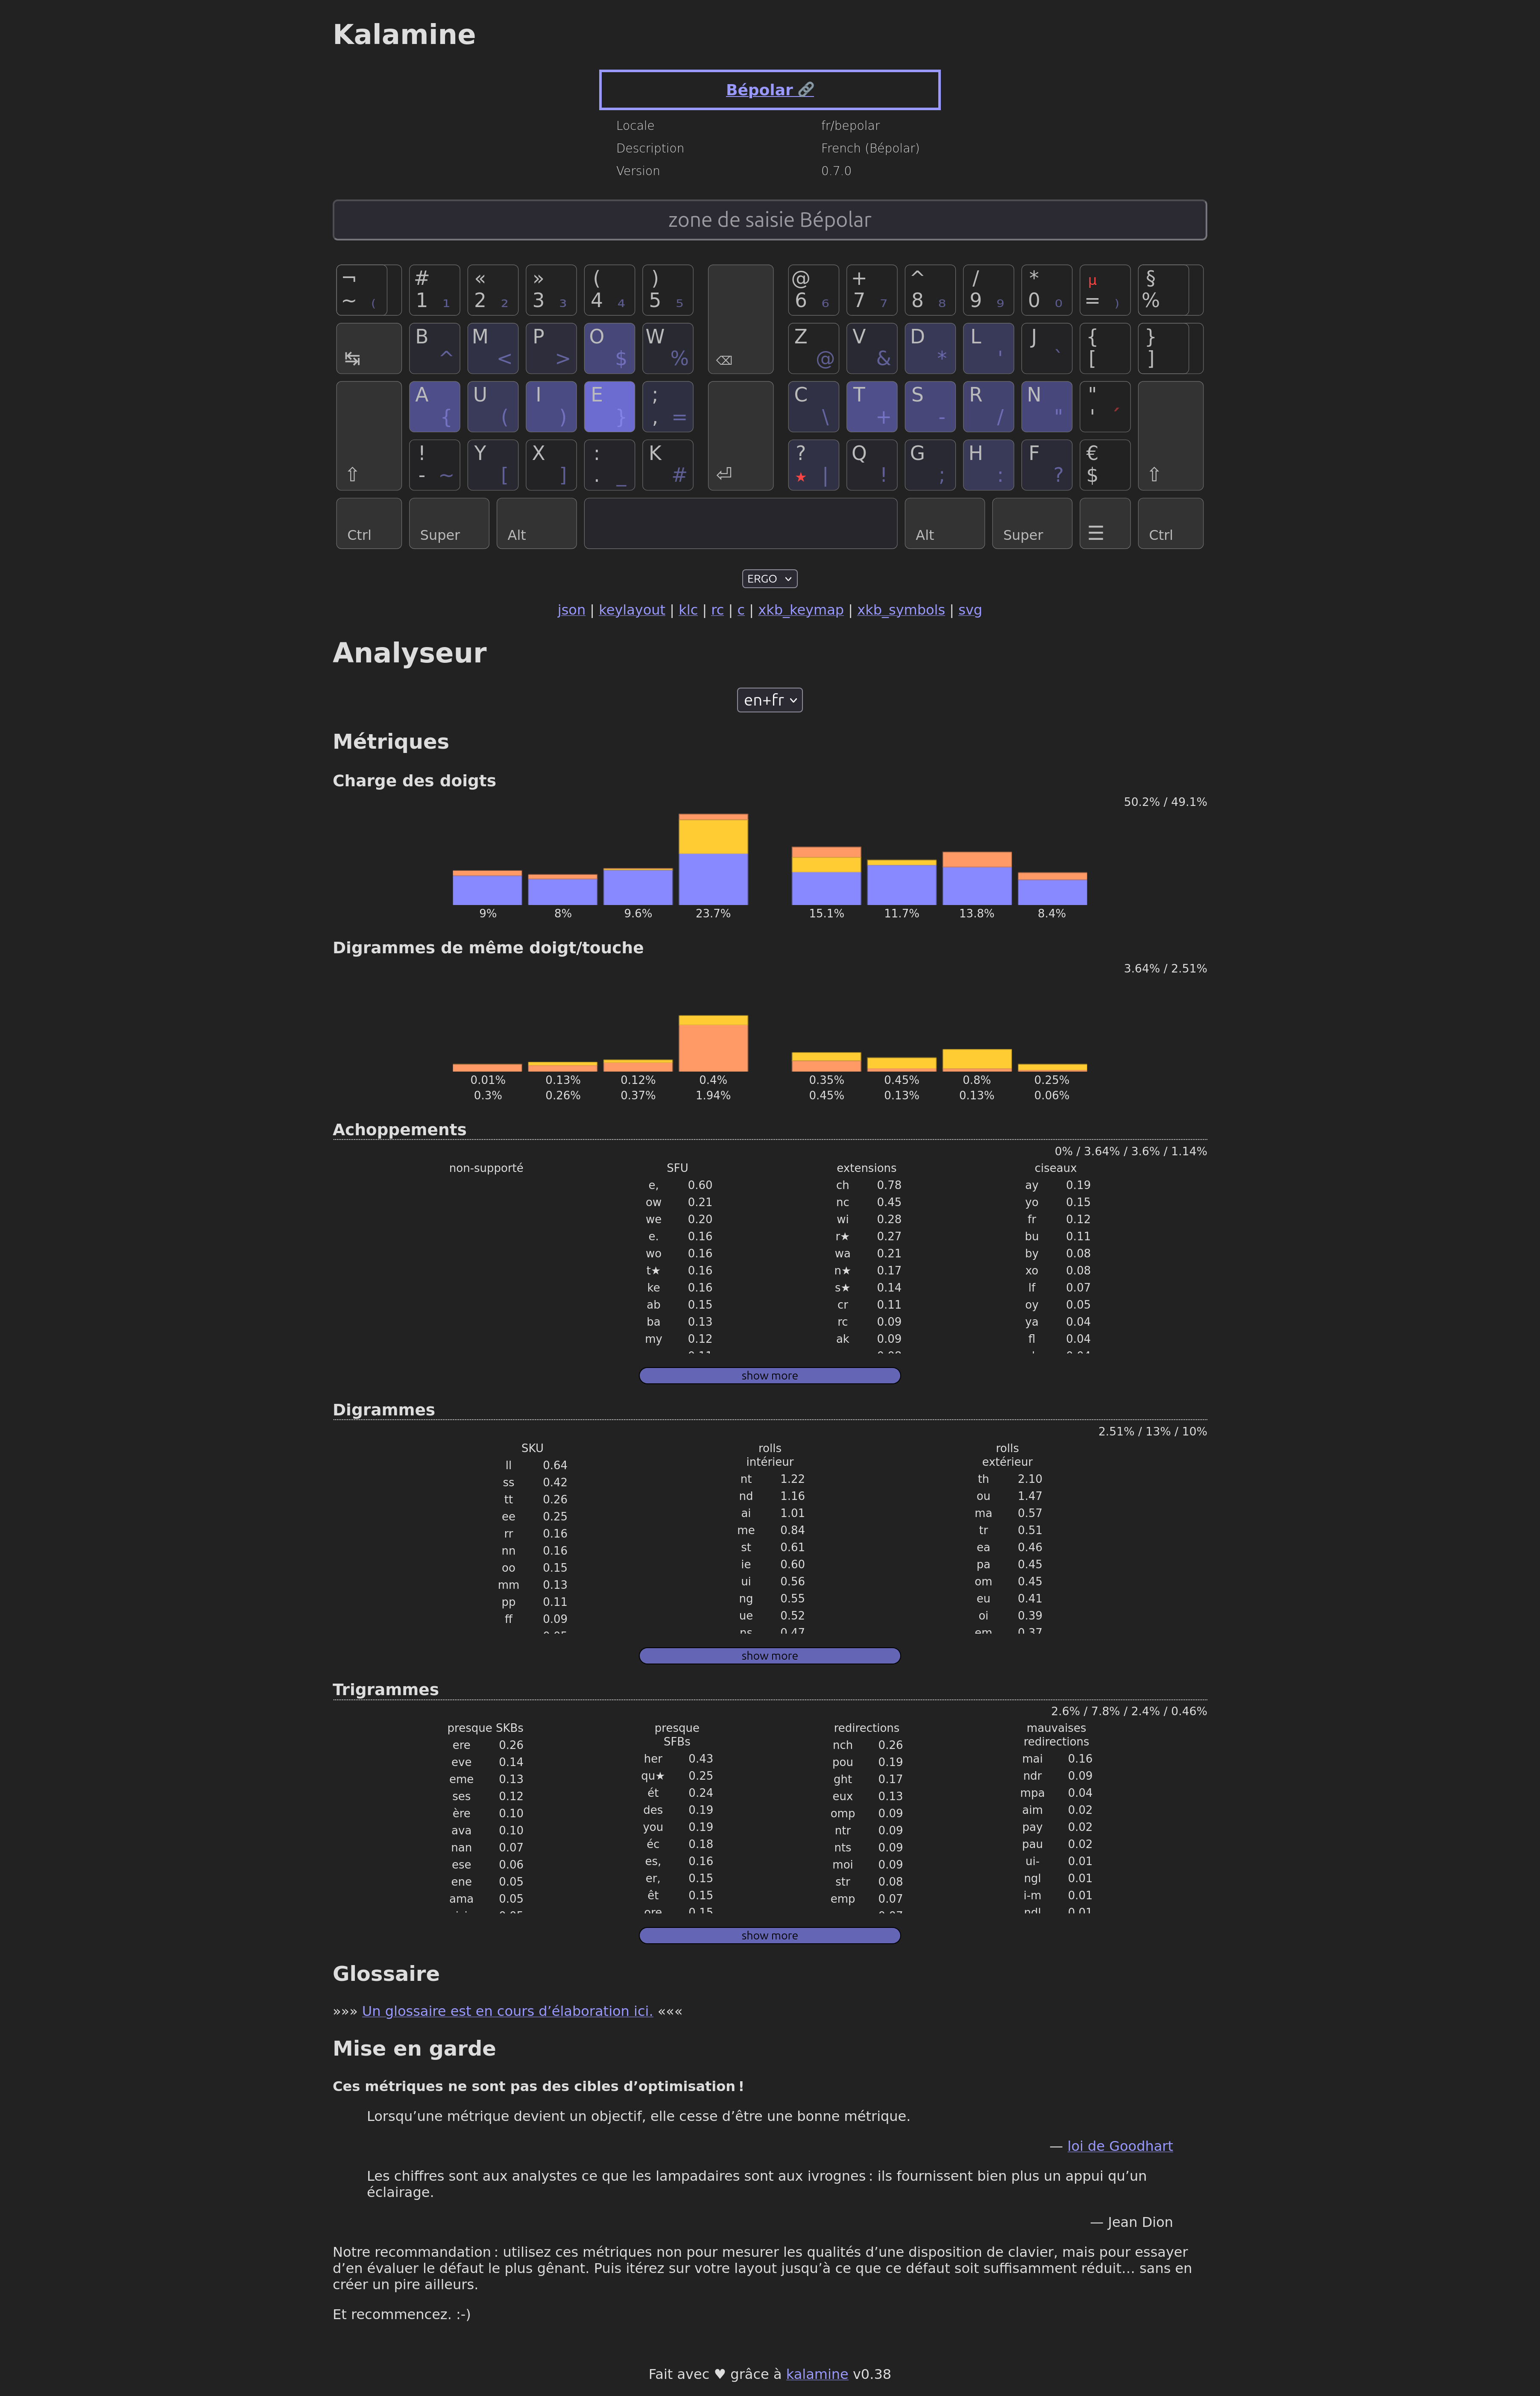 Kalamine
Bépolar 🔗
Locale fr/bepolar
Description French (Bépolar)
Version 0.7.0
zone de saisie Bépolar
¬ # « » ( ) @ + ^ / * µ §
~ ₍ 1 ₁ 2 ₂ 3 ₃ 4 ₄ 5 ₅ 6 ₆ 7 ₇ 8 ₈ 9 ₉ 0 ₀ = ₎ %
B M P O W Z V D L J { }
↹ ^ < > $ % ⌫ @ & * ' ` [ ]
A U I E ; C T S R N "
{ ( ) } , = \ + - / " ' ´
! Y X : K ? Q G H F €
⇧ - ~ [ ] . _ # ⏎ ★ | ! ; : ? $ ⇧
Ctrl Super Alt Alt Super ☰ Ctrl
ERGO
json | keylayout | klc | rc | c | xkb_keymap | xkb_symbols | svg
Analyseur
en+fr
Métriques
Charge des doigts
50.2% / 49.1%
9% 8% 9.6% 23.7% 15.1% 11.7% 13.8% 8.4%
Digrammes de même doigt/touche
3.64% / 2.51%
0.01% 0.13% 0.12% 0.4% 0.35% 0.45% 0.8% 0.25%
0.3% 0.26% 0.37% 1.94% 0.45% 0.13% 0.13% 0.06%
Achoppements
0% / 3.64% / 3.6% / 1.14%
non-supporté SFU extensions ciseaux
e, 0.60 ch 0.78 ay 0.19
ow 0.21 nc 0.45 yo 0.15
we 0.20 wi 0.28 fr 0.12
e. 0.16 r★ 0.27 bu 0.11
wo 0.16 wa 0.21 by 0.08
t★ 0.16 n★ 0.17 xo 0.08
ke 0.16 s★ 0.14 lf 0.07
ab 0.15 cr 0.11 oy 0.05
ba 0.13 rc 0.09 ya 0.04
my 0.12 ak 0.09 fl 0.04
show more
Digrammes
2.51% / 13% / 10%
SKU rolls intérieur rolls extérieur
ll 0.64 nt 1.22 th 2.10
ss 0.42 nd 1.16 ou 1.47
tt 0.26 ai 1.01 ma 0.57
ee 0.25 me 0.84 tr 0.51
rr 0.16 st 0.61 ea 0.46
nn 0.16 ie 0.60 pa 0.45
oo 0.15 ui 0.56 om 0.45
mm 0.13 ng 0.55 eu 0.41
pp 0.11 ue 0.52 oi 0.39
ff 0.09 ns 0.47 em 0.37
show more
Trigrammes
2.6% / 7.8% / 2.4% / 0.46%
presque SKBs presque SFBs redirections mauvaises redirections
ere 0.26 her 0.43 nch 0.26 mai 0.16
eve 0.14 qu★ 0.25 pou 0.19 ndr 0.09
eme 0.13 ét 0.24 ght 0.17 mpa 0.04
ses 0.12 des 0.19 eux 0.13 aim 0.02
ère 0.10 you 0.19 omp 0.09 pay 0.02
ava 0.10 éc 0.18 ntr 0.09 pau 0.02
nan 0.07 es, 0.16 nts 0.09 ui- 0.01
ese 0.06 er, 0.15 moi 0.09 ngl 0.01
ene 0.05 êt 0.15 str 0.08 i-m 0.01
ama 0.05 ore 0.15 emp 0.07 ndl 0.01
show more
Glossaire
»»» Un glossaire est en cours d’élaboration ici. «««
Mise en garde
Ces métriques ne sont pas des cibles d’optimisation !
Lorsqu’une métrique devient un objectif, elle cesse d’être une bonne métrique.
— loi de Goodhart
Les chiffres sont aux analystes ce que les lampadaires sont aux ivrognes : ils fournissent bien plus un appui qu’un
éclairage.
— Jean Dion
Notre recommandation : utilisez ces métriques non pour mesurer les qualités d’une disposition de clavier, mais pour essayer
d’en évaluer le défaut le plus gênant. Puis itérez sur votre layout jusqu’à ce que ce défaut soit suffisamment réduit… sans en
créer un pire ailleurs.
Et recommencez. :-)
Fait avec ♥ grâce à kalamine v0.38